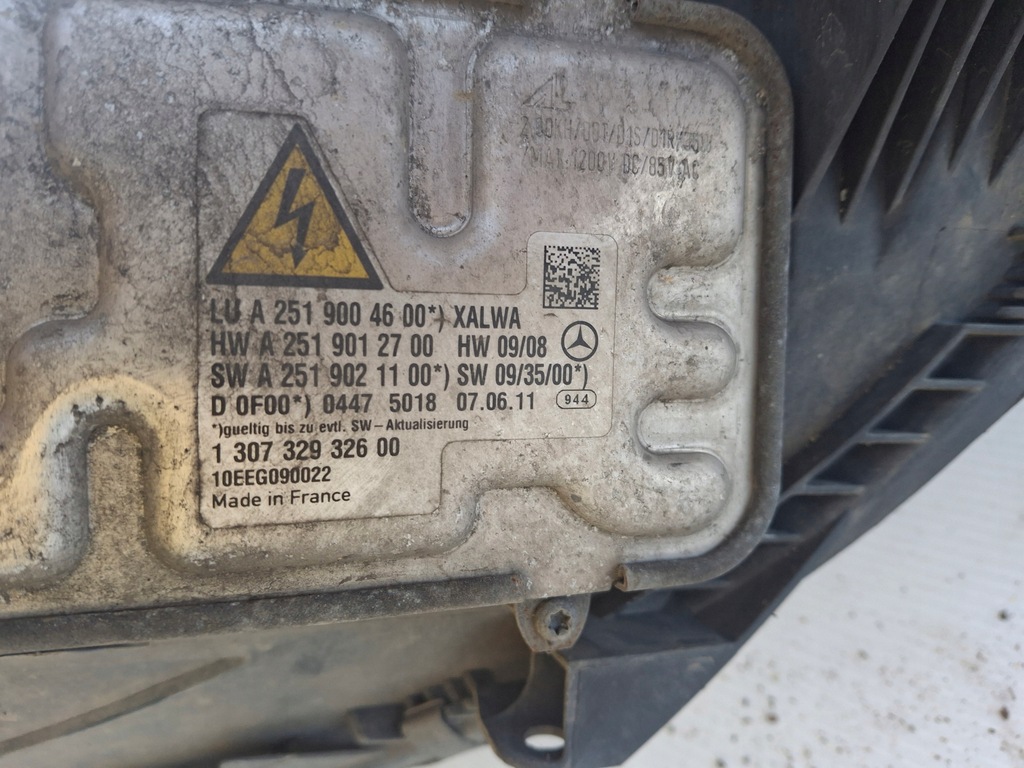 LU A 251 900 46 00*) XALWA
HW A 251 901 27 00 HW 09/08
SW A 251 902 11 00*) SW 09/35/00*)
D 0F00*) 0447 5018 07.06.11 944
*)gueltig bis zu evtl. SW - Aktualisierung
1 307 329 326 00
10EEG090022
Made in France